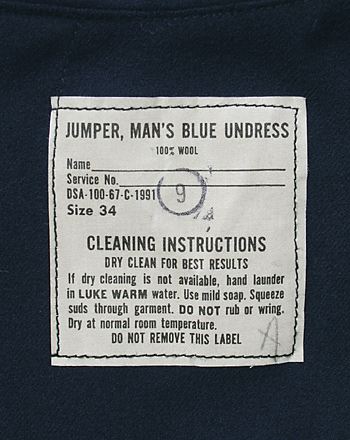 JUMPER, MAN'S BLUE UNDRESS
100% WOOL
Name
Service No.
DSA-100-67-C-1991
9
Size 34
CLEANING INSTRUCTIONS
DRY CLEAN FOR BEST RESULTS
If dry cleaning is not available, hand launder
in LUKE WARM water. Use mild soap. Squeeze
suds through garment. DO NOT rub or wring.
Dry at normal room temperature.
DO NOT REMOVE THIS LABEL
A